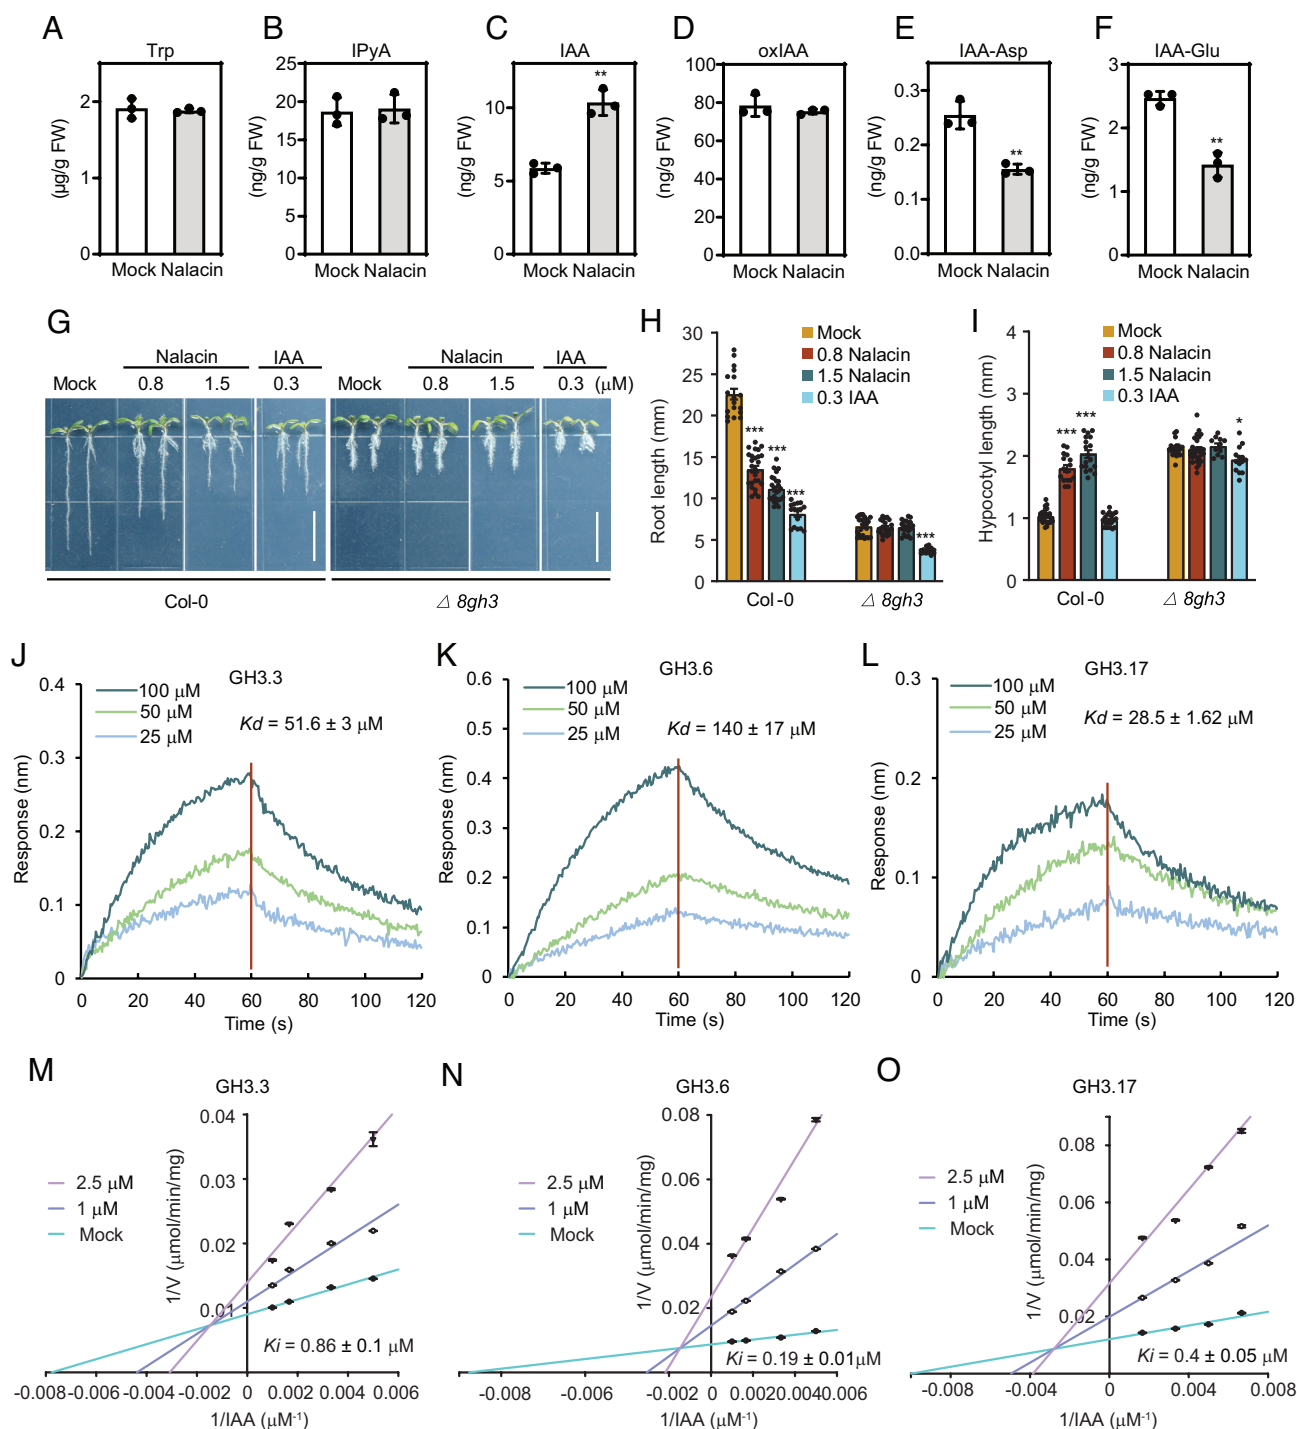 A
Trp
(µg/g FW)
2
1
0
Mock Nalacin
B
IPyA
(ng/g FW)
25
20
15
10
5
0
Mock Nalacin
C
IAA
(ng/g FW)
10
5
0
**
Mock Nalacin
D
oxIAA
(ng/g FW)
100
80
60
40
20
0
Mock Nalacin
E
IAA-Asp
(ng/g FW)
0.3
0.2
0.1
0.0
**
Mock Nalacin
F
IAA-Glu
(ng/g FW)
3
2
1
0
**
Mock Nalacin
G
Nalacin IAA Nalacin IAA
Mock 0.8 1.5 0.3 Mock 0.8 1.5 0.3 (µM)
Col-0 △ 8gh3
H
Root length (mm)
30
25
20
15
10
5
0
Mock
0.8 Nalacin
1.5 Nalacin
0.3 IAA
*** *** *** ***
Col-0 △ 8gh3
I
Hypocotyl length (mm)
4
3
2
1
0
Mock
0.8 Nalacin
1.5 Nalacin
0.3 IAA
*** *** *
Col-0 △ 8gh3
J
GH3.3
100 µM
50 µM
25 µM
Kd = 51.6 ± 3 µM
Response (nm)
0.4
0.3
0.2
0.1
0
0 20 40 60 80 100 120
Time (s)
K
GH3.6
100 µM
50 µM
25 µM
Kd = 140 ± 17 µM
Response (nm)
0.6
0.5
0.4
0.3
0.2
0.1
0
0 20 40 60 80 100 120
Time (s)
L
GH3.17
100 µM
50 µM
25 µM
Kd = 28.5 ± 1.62 µM
Response (nm)
0.3
0.2
0.1
0
0 20 40 60 80 100 120
Time (s)
M
GH3.3
2.5 µM
1 µM
Mock
1/V (µmol/min/mg)
0.04
0.03
0.02
0.01
Ki = 0.86 ± 0.1 µM
-0.008 -0.006 -0.004 -0.002 0 0.002 0.004 0.006
1/IAA (µM⁻¹)
N
GH3.6
2.5 µM
1 µM
Mock
1/V (µmol/min/mg)
0.08
0.06
0.04
0.02
Ki = 0.19 ± 0.01µM
-0.006 -0.004 -0.002 0 0.002 0.004 0.006
1/IAA (µM⁻¹)
O
GH3.17
2.5 µM
1 µM
Mock
1/V (µmol/min/mg)
0.08
0.06
0.04
0.02
Ki = 0.4 ± 0.05 µM
-0.008 -0.004 0 0.004 0.008
1/IAA (µM⁻¹)